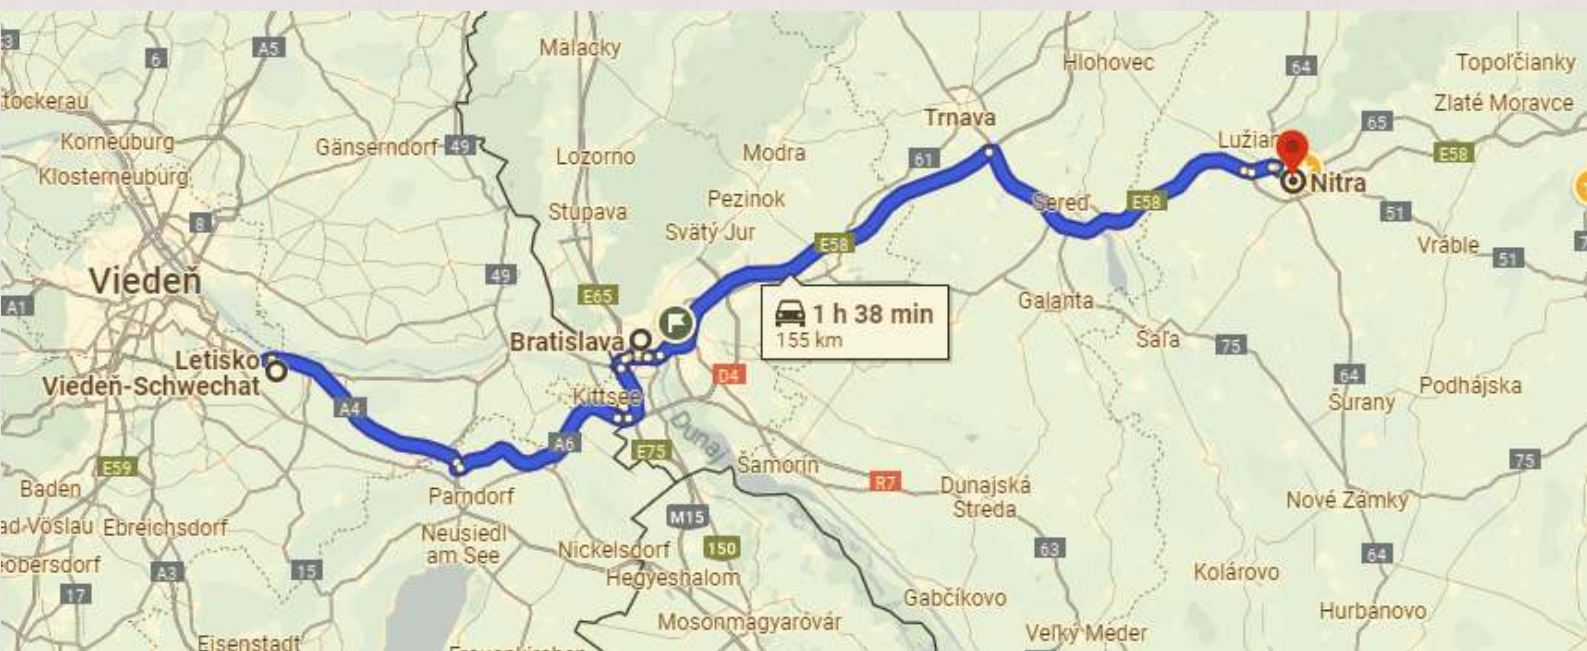 Malacky
Hlohovec
64
Topoľčianky
A5
6
tockerau
Zlaté Moravce
Trnava
65
Korneuburg
Gänserndorf
49
Lozorno
Modra
61
Lužian
E58
Klosterneuburg
Nitra
Pezinok
Sereď
E58
51
8
Stupava
Svätý Jur
E58
Vráble
51
Viedeň
49
E65
Galanta
A1
1 h 38 min
155 km
Bratislava
Šaľa
75
Letisko
Viedeň-Schwechat
D4
64
Podhájska
Kittsee
Šurany
A4
Dunaj
A6
E75
E59
Šamorín
R7
75
Baden
Parndorf
Dunajská
Streda
Nové Zámky
M15
ad-Vöslau
Ebreichsdorf
Neusiedl
am See
Nickelsdorf
150
63
64
eobersdorf
A3
15
Hegyeshalom
Kolárovo
17
Gabčíkovo
Hurbanovo
Mosonmagyaróvár
Veľký Meder
Eisenstadt